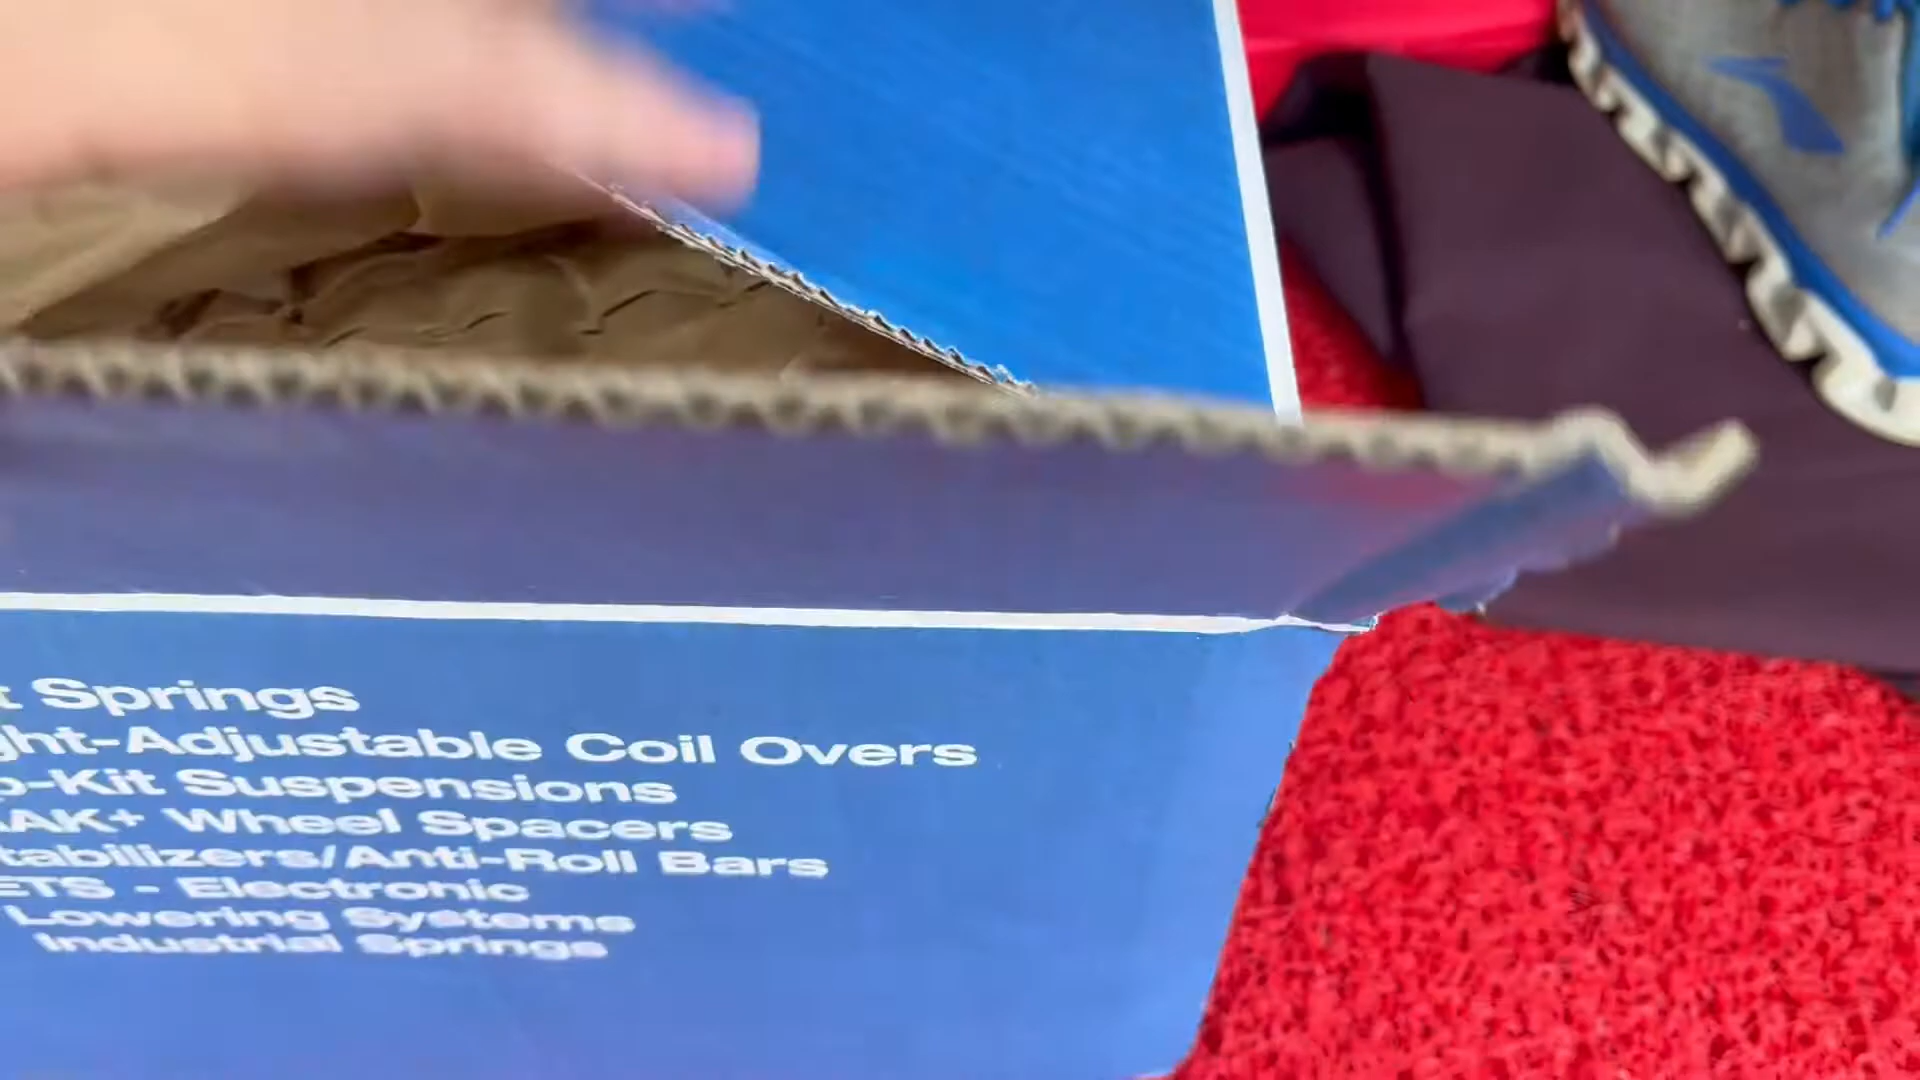 t Springs
ght-Adjustable Coil Overs
p-Kit Suspensions
AK+ Wheel Spacers
tabilizers/Anti-Roll Bars
ETS - Electronic
Lowering Systems
Industrial Springs